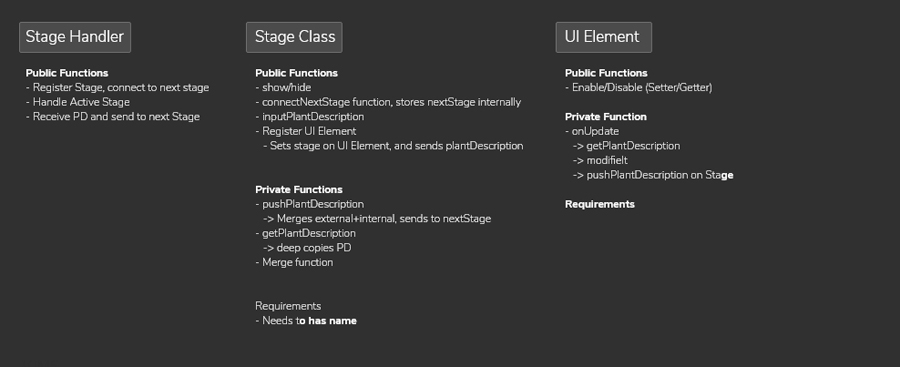 Stage Handler
Public Functions
- Register Stage, connect to next stage
- Handle Active Stage
- Receive PD and send to next Stage
Stage Class
Public Functions
- show/hide
- connectNextStage function, stores nextStage internally
- inputPlantDescription
- Register UI Element
- Sets stage on UI Element, and sends plantDescription
Private Functions
- pushPlantDescription
-> Merges external+internal, sends to nextStage
- getPlantDescription
-> deep copies PD
- Merge function
Requirements
- Needs to has name
UI Element
Public Functions
- Enable/Disable (Setter/Getter)
Private Function
- onUpdate
-> getPlantDescription
-> modifieIt
-> pushPlantDescription on Stage
Requirements